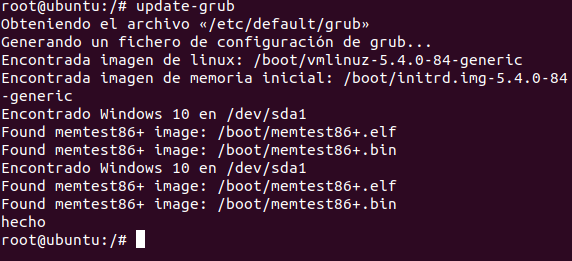 root@ubuntu:/# update-grub
Obteniendo el archivo «/etc/default/grub»
Generando un fichero de configuración de grub...
Encontrada imagen de linux: /boot/vmlinuz-5.4.0-84-generic
Encontrada imagen de memoria inicial: /boot/initrd.img-5.4.0-84
-generic
Encontrado Windows 10 en /dev/sda1
Found memtest86+ image: /boot/memtest86+.elf
Found memtest86+ image: /boot/memtest86+.bin
Encontrado Windows 10 en /dev/sda1
Found memtest86+ image: /boot/memtest86+.elf
Found memtest86+ image: /boot/memtest86+.bin
hecho
root@ubuntu:/#